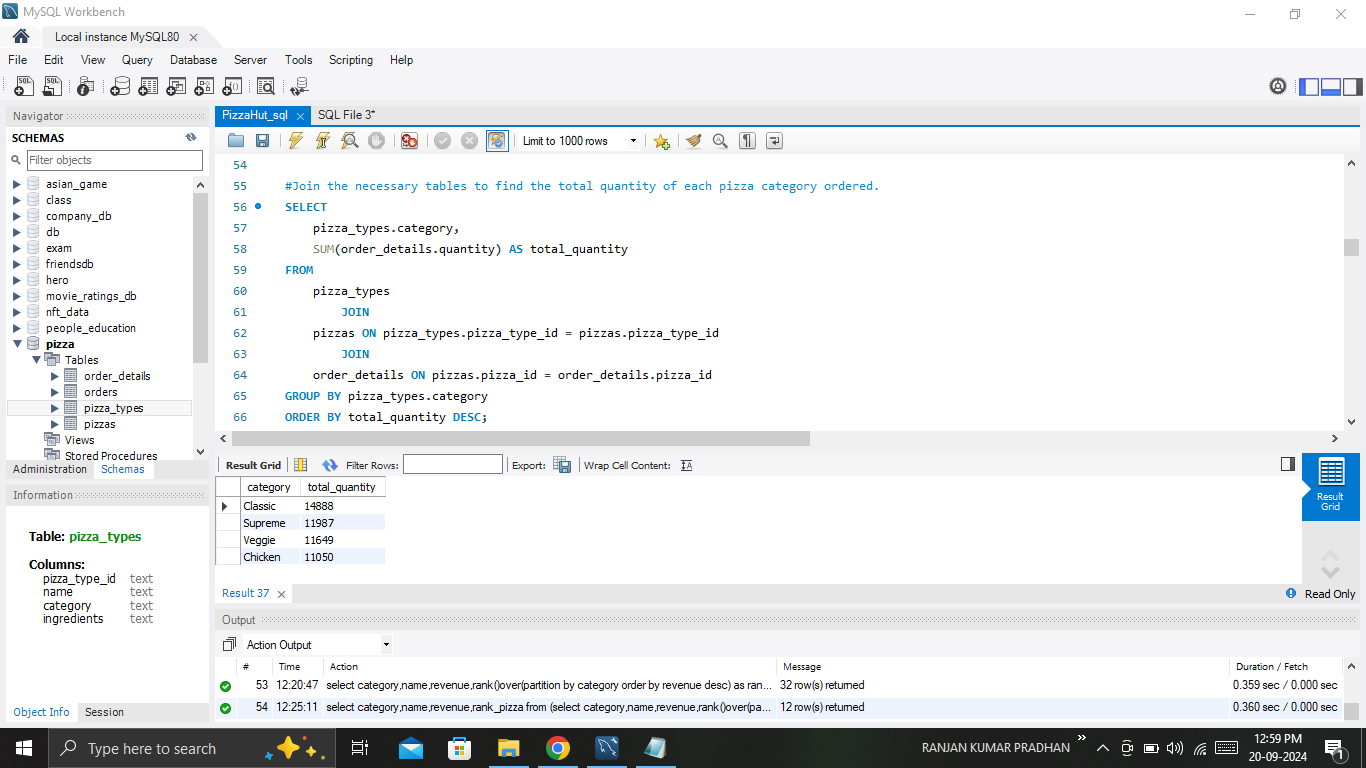 MySQL Workbench
Local instance MySQL80
File Edit View Query Database Server Tools Scripting Help
Navigator
SCHEMAS
Filter objects
asian_game
class
company_db
db
exam
friendsdb
hero
movie_ratings_db
nft_data
people_education
pizza
Tables
order_details
orders
pizza_types
pizzas
Views
Stored Procedures
Administration Schemas
Information
Table: pizza_types
Columns:
pizza_type_id text
name text
category text
ingredients text
Object Info Session
PizzaHut_sql SQL File 3*
Limit to 1000 rows
54
55 #Join the necessary tables to find the total quantity of each pizza category ordered.
56 SELECT
57 pizza_types.category,
58 SUM(order_details.quantity) AS total_quantity
59 FROM
60 pizza_types
61 JOIN
62 pizzas ON pizza_types.pizza_type_id = pizzas.pizza_type_id
63 JOIN
64 order_details ON pizzas.pizza_id = order_details.pizza_id
65 GROUP BY pizza_types.category
66 ORDER BY total_quantity DESC;
Result Grid Filter Rows: Export: Wrap Cell Content:
category total_quantity
Classic 14888
Supreme 11987
Veggie 11649
Chicken 11050
Result Grid
Result 37
Read Only
Output
Action Output
# Time Action Message Duration / Fetch
53 12:20:47 select category,name,revenue,rank()over(partition by category order by revenue desc) as ran... 32 row(s) returned 0.359 sec / 0.000 sec
54 12:25:11 select category,name,revenue,rank_pizza from (select category,name,revenue,rank()over(pa... 12 row(s) returned 0.360 sec / 0.000 sec
Type here to search
RANJAN KUMAR PRADHAN
12:59 PM
20-09-2024
1